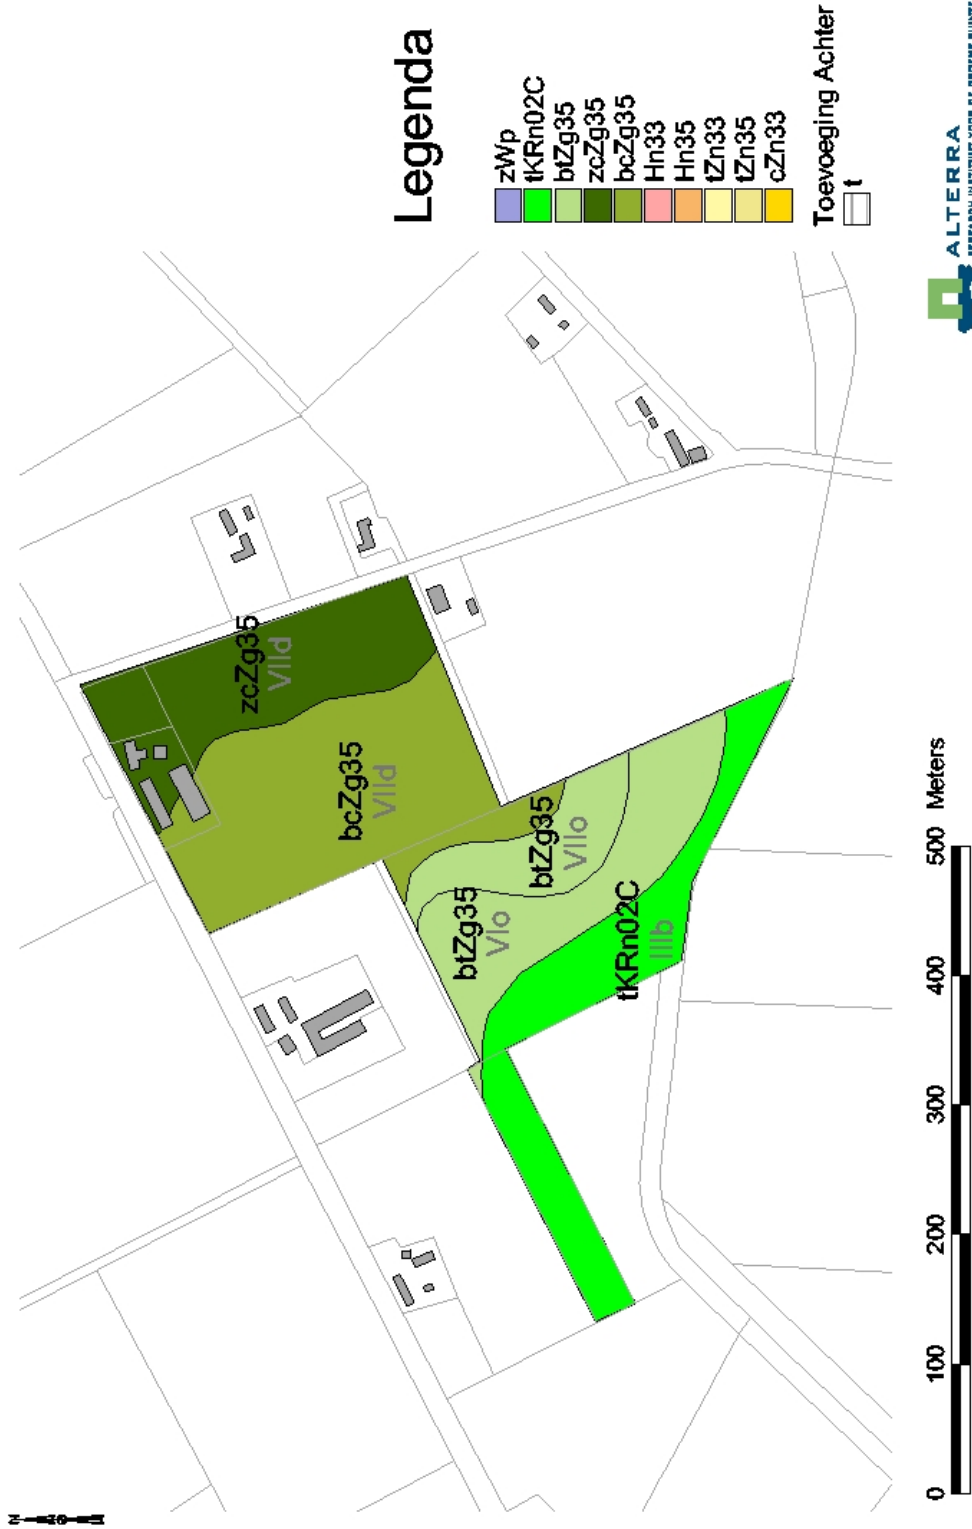 Legenda
zWp
tKRn02C
btZg35
zcZg35
bcZg35
Hn33
Hn35
tZn33
tZn35
cZn33
Toevoeging Achter
t
zcZg35
VIId
bcZg35
VIId
btZg35
VIIo
btZg35
VIo
tKRn02C
IIIb
0 100 200 300 400 500 Meters
ALTERRA